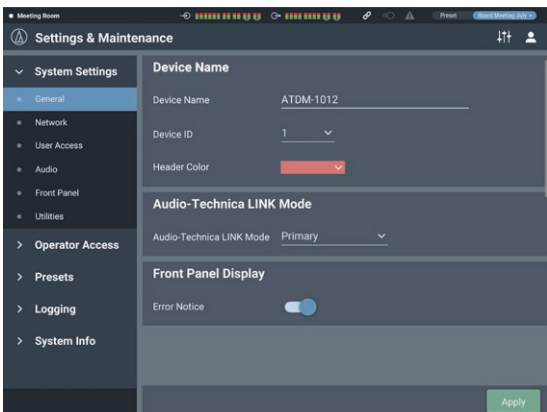 Meeting Room
Preset
Board Meeting July
Settings & Maintenance
System Settings
General
Network
User Access
Audio
Front Panel
Utilities
Operator Access
Presets
Logging
System Info
Device Name
Device Name ATDM-1012
Device ID 1
Header Color
Audio-Technica LINK Mode
Audio-Technica LINK Mode Primary
Front Panel Display
Error Notice
Apply